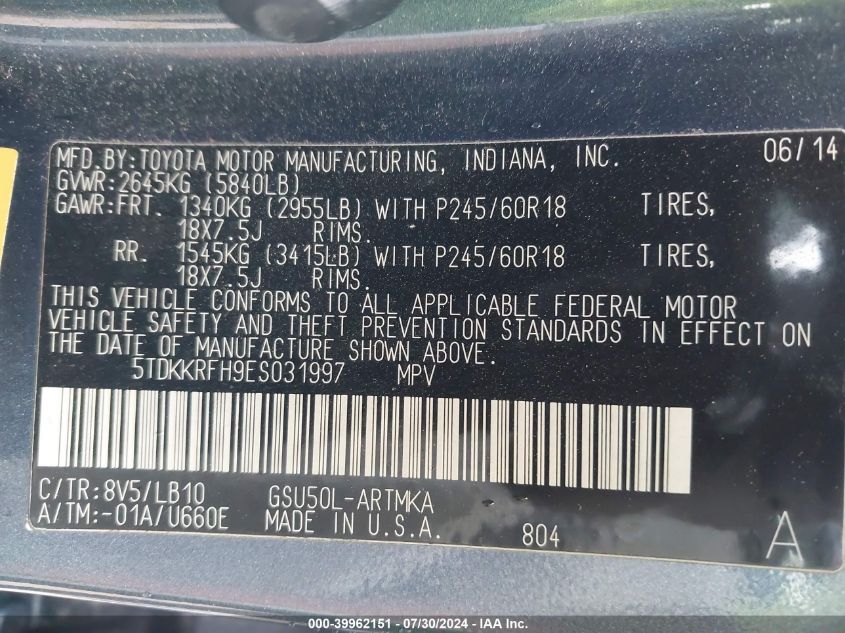 MFD.BY:TOYOTA MOTOR MANUFACTURING, INDIANA, INC. 06/14
GVWR:2645KG (5840LB)
GAWR:FRT. 1340KG (2955LB) WITH P245/60R18 TIRES,
18X7.5J RIMS.
RR. 1545KG (3415LB) WITH P245/60R18 TIRES,
18X7.5J RIMS.
THIS VEHICLE CONFORMS TO ALL APPLICABLE FEDERAL MOTOR
VEHICLE SAFETY AND THEFT PREVENTION STANDARDS IN EFFECT ON
THE DATE OF MANUFACTURE SHOWN ABOVE.
5TDKKRFH9ES031997 MPV
C/TR:8V5/LB10 GSU50L-ARTMKA
A/TM:-01A/U660E MADE IN U.S.A. 804 A
000-39962151 - 07/30/2024 - © IAA Holdings, LLC - IAA, Inc.